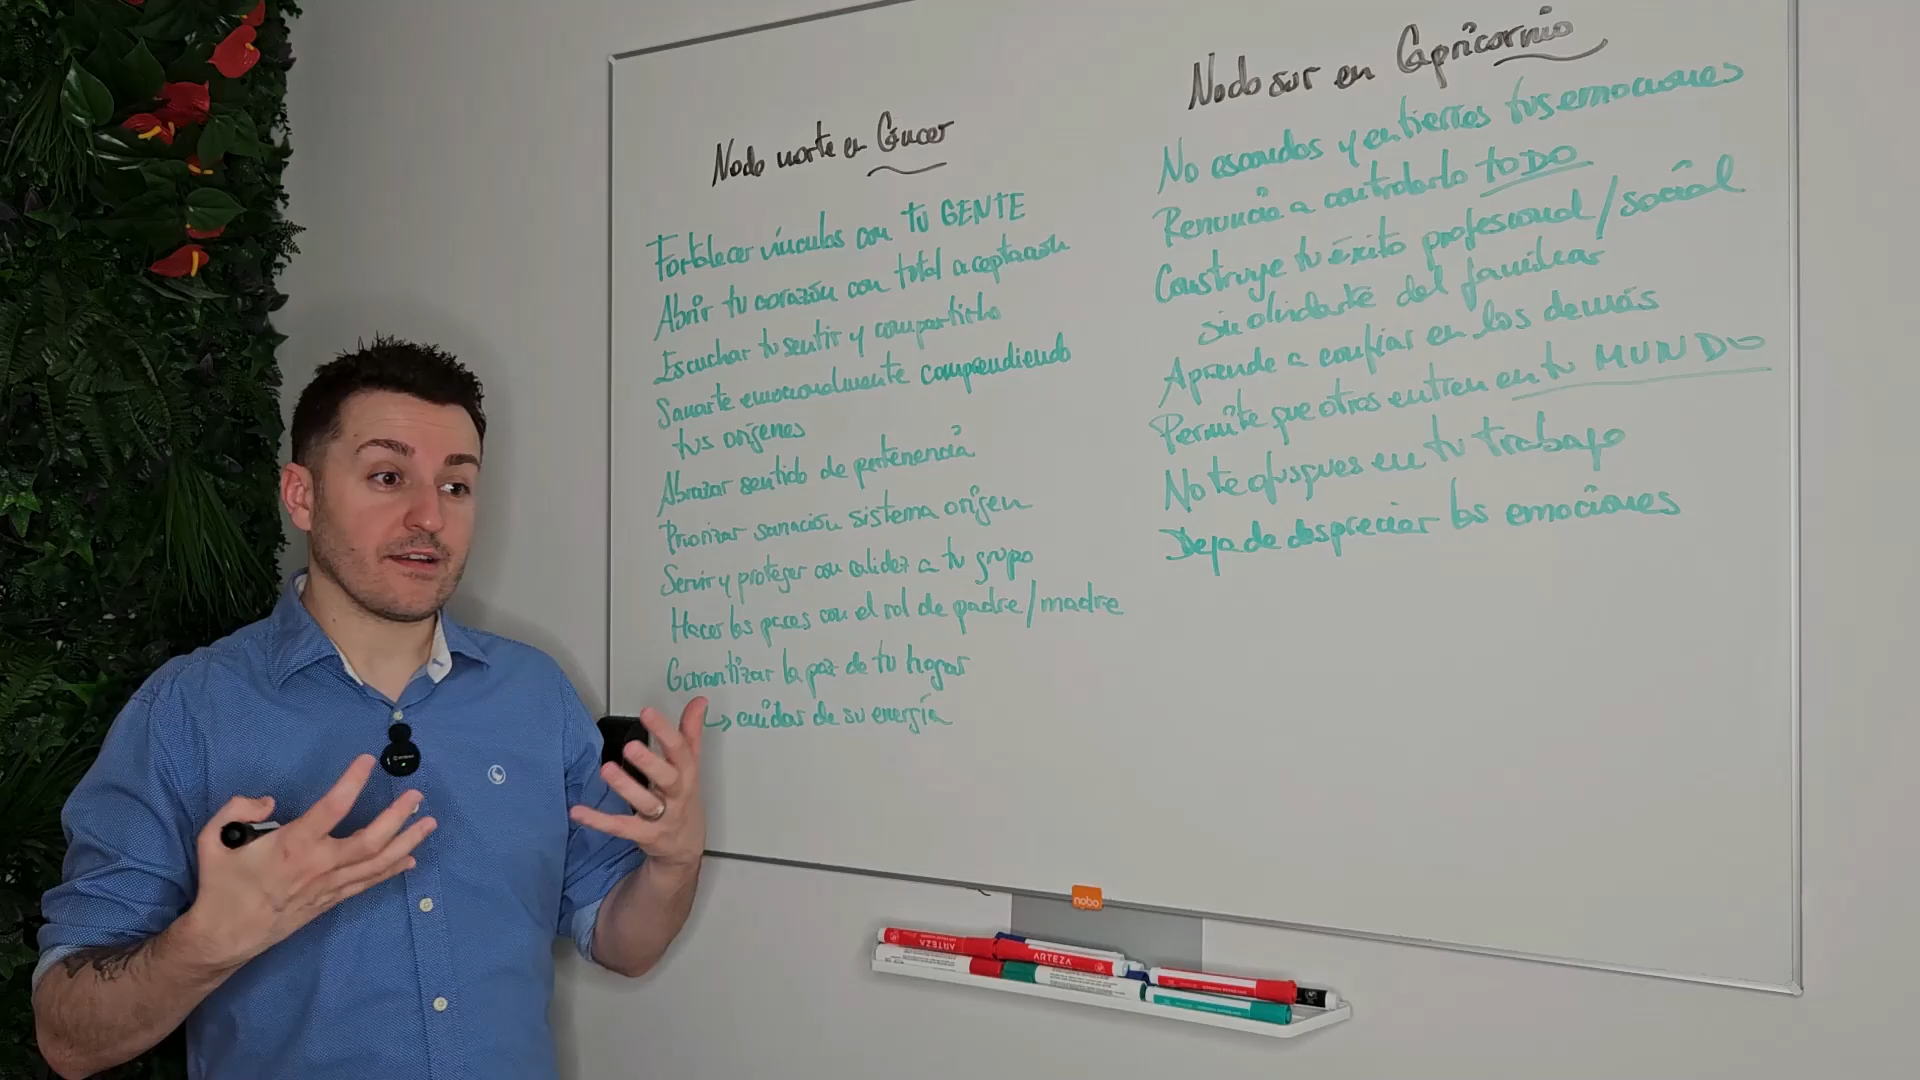 Nodo norte en Cáncer
Fortalecer vínculos con tu GENTE
Abrir tu corazón con total aceptación
Escuchar tu sentir y compartirlo
Sanarte emocionalmente comprendiendo
tus orígenes
Abrazar sentido de pertenencia
Priorizar sanación sistema origen
Servir y proteger con calidez a tu grupo
Hacer las paces con el rol de padre/madre
Garantizar la paz de tu hogar
↳ cuidar de su energía
Nodo sur en Capricornio
No escondas y entierres tus emociones
Renuncia a controlarlo TODO
Construye tu éxito profesional/social
sin olvidarte del familiar
Aprende a confiar en los demás
Permite que otros entren en tu MUNDO
No te ofusques en tu trabajo
Deja de despreciar las emociones
nobo
ARTEZA
ARTEZA